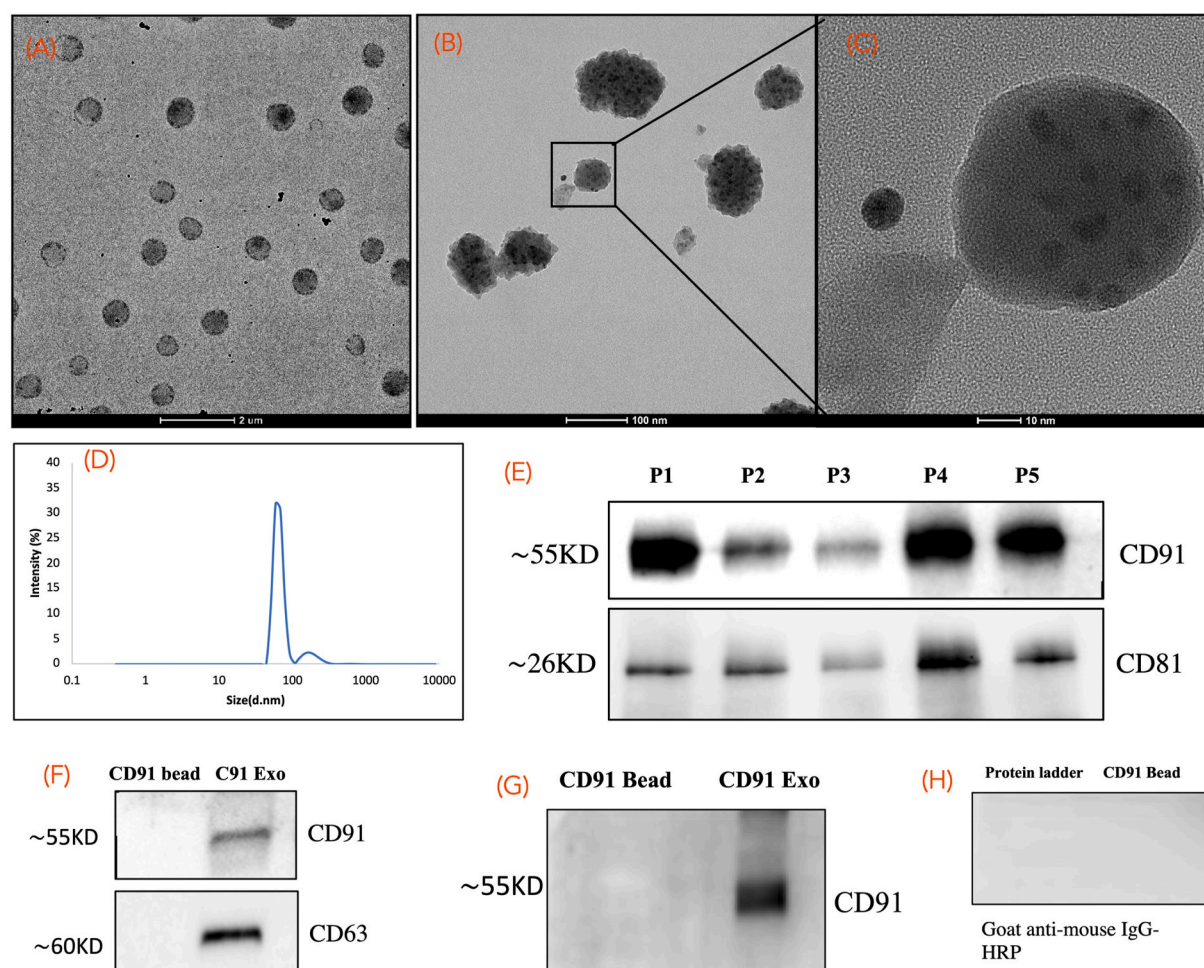 (A)
2 um
(B)
100 nm
(C)
10 nm
(D)
40
35
30
25
20
15
10
5
0
Intensity (%)
0.1 1 10 100 1000 10000
Size(d.nm)
(E)
P1 P2 P3 P4 P5
~55KD CD91
~26KD CD81
(F)
CD91 bead C91 Exo
~55KD CD91
~60KD CD63
(G)
CD91 Bead CD91 Exo
~55KD CD91
(H)
Protein ladder CD91 Bead
Goat anti-mouse IgG-
HRP